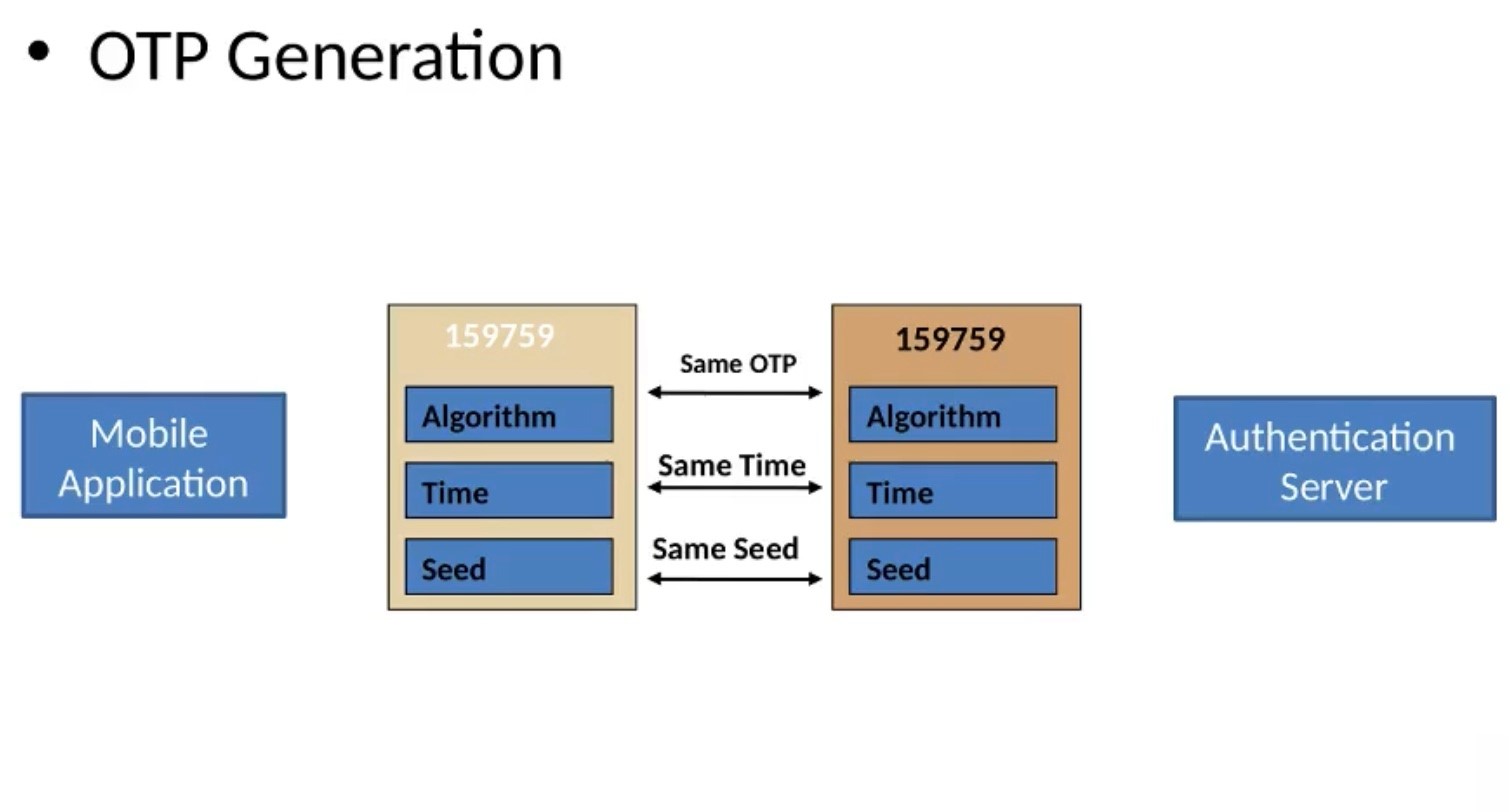 • OTP Generation
Mobile
Application
159759
Algorithm
Time
Seed
Same OTP
Same Time
Same Seed
159759
Algorithm
Time
Seed
Authentication
Server